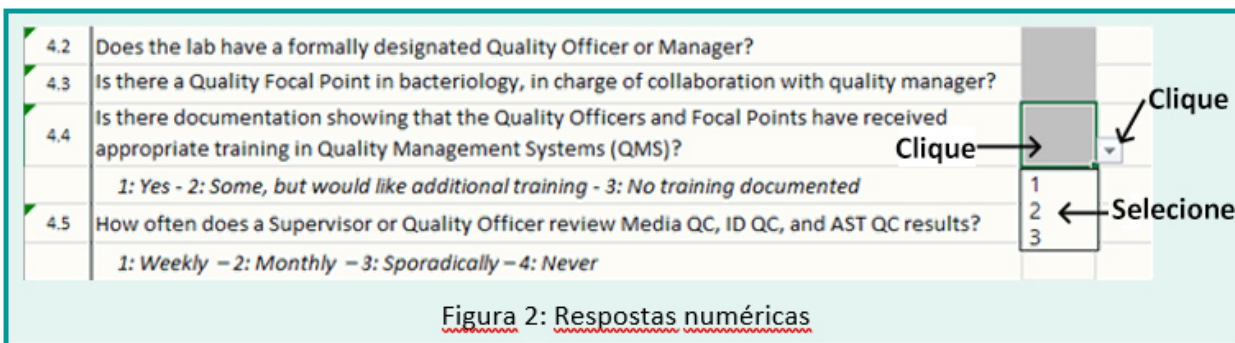 4.2 Does the lab have a formally designated Quality Officer or Manager?
4.3 Is there a Quality Focal Point in bacteriology, in charge of collaboration with quality manager?
4.4 Is there documentation showing that the Quality Officers and Focal Points have received
appropriate training in Quality Management Systems (QMS)?
Clique
Clique
1: Yes - 2: Some, but would like additional training - 3: No training documented
1
2
3
Selecione
4.5 How often does a Supervisor or Quality Officer review Media QC, ID QC, and AST QC results?
1: Weekly – 2: Monthly – 3: Sporadically – 4: Never
Figura 2: Respostas numéricas